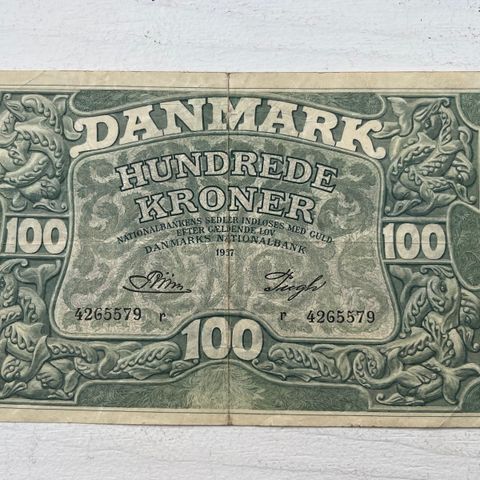 DANMARK
HUNDREDE
KRONER
NATIONALBANKENS SEDLER INDLØSES MED GULD
EFTER GÆLDENDE LOV
DANMARKS NATIONALBANK
1937
100 100
4265579 r r 4265579
100